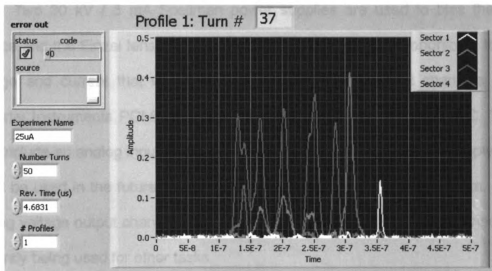 Profile 1: Turn # 37
error out
status code
0
source
Experiment Name
25uA
Number Turns
50
Rev. Time (us)
4.6831
# Profiles
1
Sector 1
Sector 2
Sector 3
Sector 4
Amplitude
0.5
0.4
0.3
0.2
0.1
0.0
0 5E-8 1E-7 1.5E-7 2E-7 2.5E-7 3E-7 3.5E-7 4E-7 4.5E-7 5E-7
Time